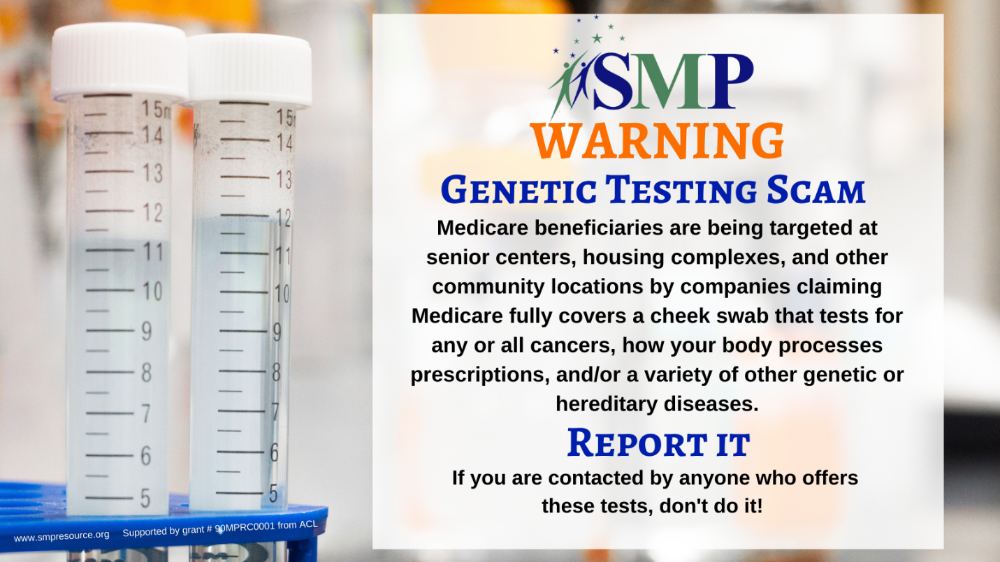 SMP
WARNING
GENETIC TESTING SCAM
Medicare beneficiaries are being targeted at
senior centers, housing complexes, and other
community locations by companies claiming
Medicare fully covers a cheek swab that tests for
any or all cancers, how your body processes
prescriptions, and/or a variety of other genetic or
hereditary diseases.
REPORT IT
If you are contacted by anyone who offers
these tests, don't do it!
15m
14
13
12
11
10
9
8
7
6
5
15
14
13
12
11
10
9
8
7
6
5
www.smpresource.org Supported by grant # 90MPRC0001 from ACL